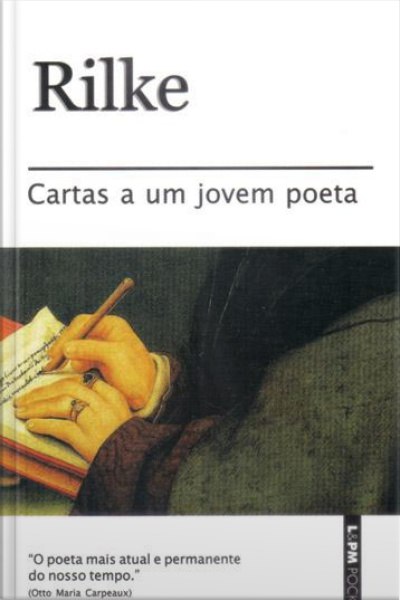 Rilke
Cartas a um jovem poeta
"O poeta mais atual e permanente
do nosso tempo."
(Otto Maria Carpeaux)
L&PM POCKET